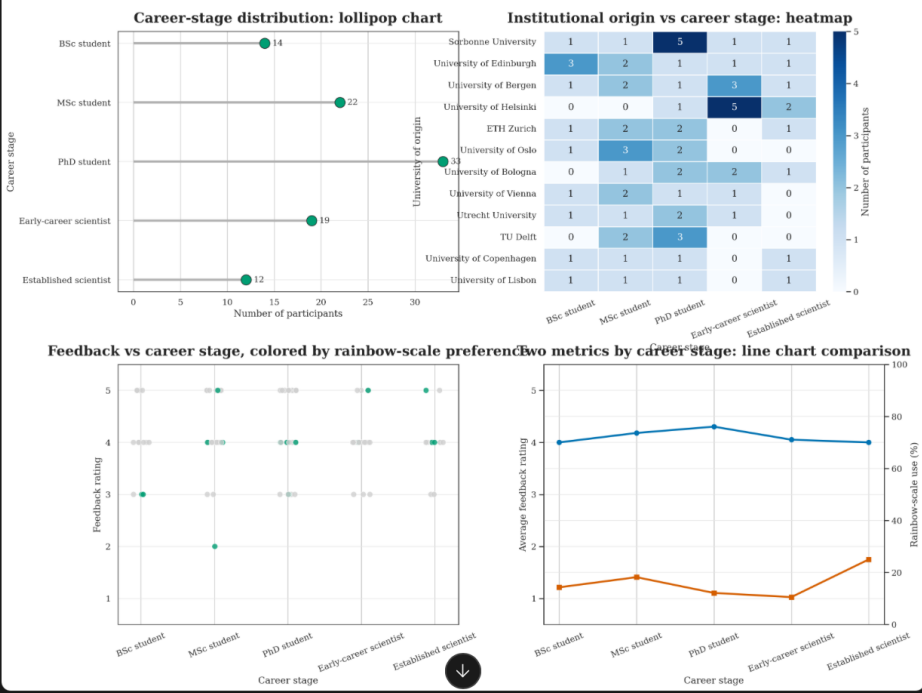 Career-stage distribution: lollipop chart
BSc student
MSc student
PhD student
Early-career scientist
Established scientist
Career stage
14
22
33
19
12
0 5 10 15 20 25 30
Number of participants
Institutional origin vs career stage: heatmap
University of origin
Sorbonne University 1 1 5 1 1
University of Edinburgh 3 2 1 1 1
University of Bergen 1 2 1 3 1
University of Helsinki 0 0 1 5 2
ETH Zurich 1 2 2 0 1
University of Oslo 1 3 2 0 0
University of Bologna 0 1 2 2 1
University of Vienna 1 2 1 1 0
Utrecht University 1 1 2 1 0
TU Delft 0 2 3 0 0
University of Copenhagen 1 1 1 0 1
University of Lisbon 1 1 1 0 1
BSc student
MSc student
PhD student
Early-career scientist
Established scientist
Career stage
5
4
3
2
1
0
Number of participants
Feedback vs career stage, colored by rainbow-scale preference
Feedback rating
5
4
3
2
1
BSc student
MSc student
PhD student
Early-career scientist
Established scientist
Career stage
Two metrics by career stage: line chart comparison
Average feedback rating
5
4
3
2
1
100
80
60
40
20
0
Rainbow-scale use (%)
BSc student
MSc student
PhD student
Early-career scientist
Established scientist
Career stage